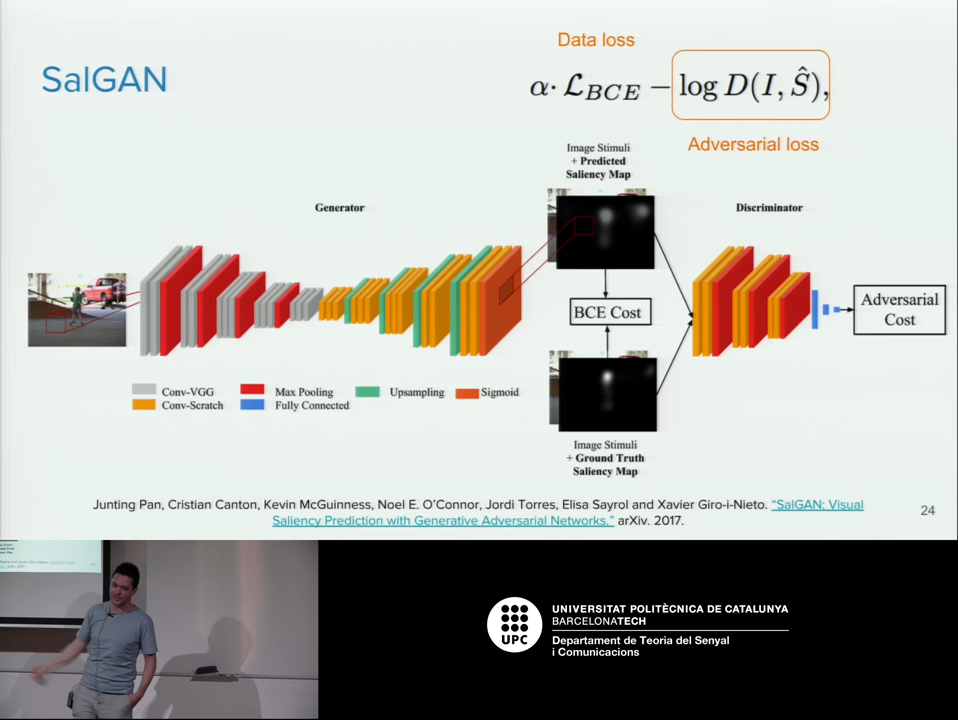 SalGAN
Data loss
α· ℒ_BCE − log D(I, Ŝ),
Adversarial loss
Image Stimuli
+ Predicted
Saliency Map
Generator
Discriminator
BCE Cost
Adversarial
Cost
Conv-VGG
Max Pooling
Upsampling
Sigmoid
Conv-Scratch
Fully Connected
Image Stimuli
+ Ground Truth
Saliency Map
Junting Pan, Cristian Canton, Kevin McGuinness, Noel E. O’Connor, Jordi Torres, Elisa Sayrol and Xavier Giro-i-Nieto. “SalGAN: Visual
Saliency Prediction with Generative Adversarial Networks.” arXiv. 2017.
24
UPC
UNIVERSITAT POLITÈCNICA DE CATALUNYA
BARCELONATECH
Departament de Teoria del Senyal
i Comunicacions